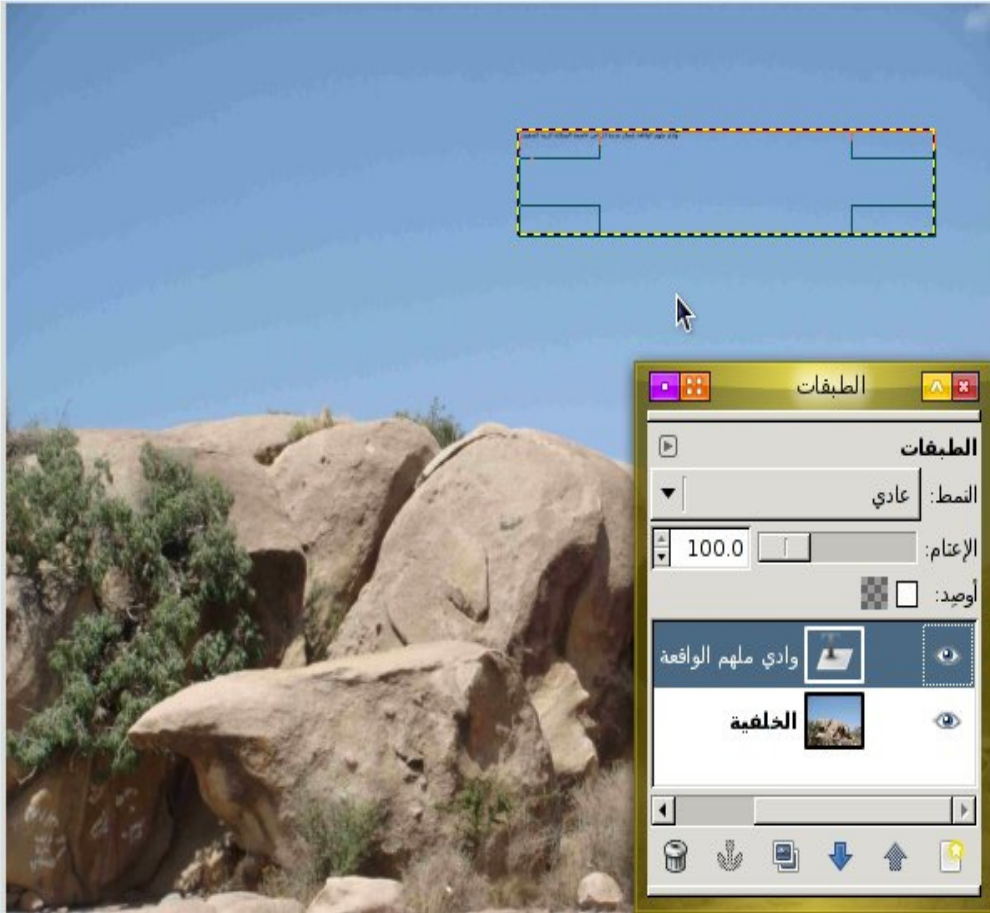 الطبقات
الطبقات
النمط: عادي
الإعتام: 100.0
أوصِد:
وادي ملهم الواقعة
الخلفية